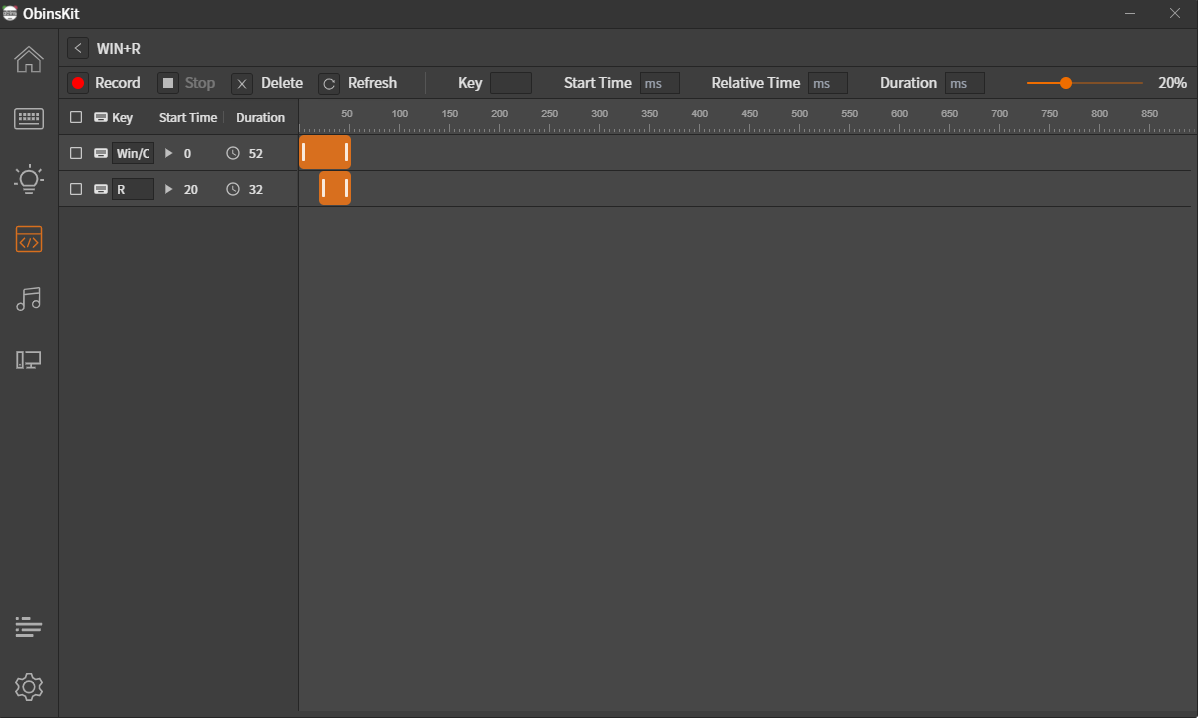 ObinsKit
WIN+R
Record Stop Delete Refresh Key Start Time ms Relative Time ms Duration ms 20%
Key Start Time Duration 50 100 150 200 250 300 350 400 450 500 550 600 650 700 750 800 850
Win/C 0 52
R 20 32